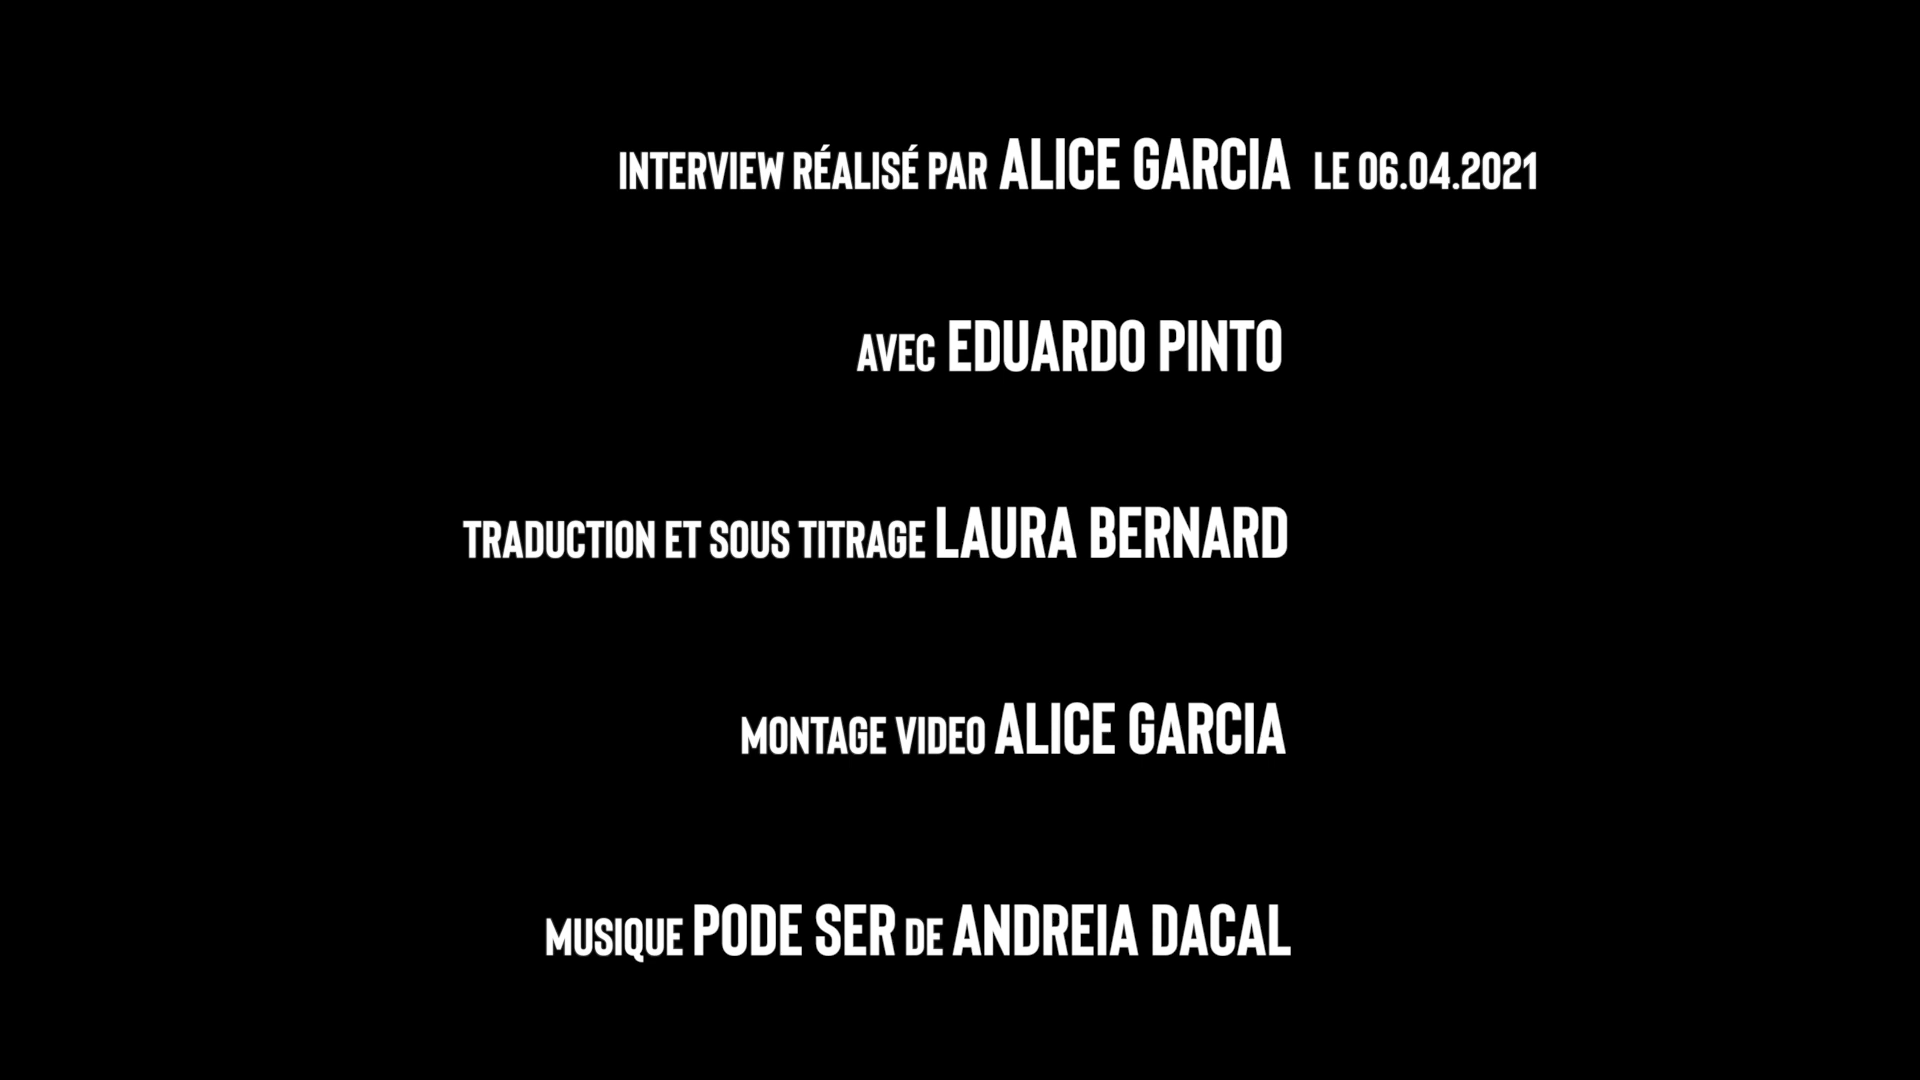 INTERVIEW RÉALISÉ PAR ALICE GARCIA LE 06.04.2021
AVEC EDUARDO PINTO
TRADUCTION ET SOUS TITRAGE LAURA BERNARD
MONTAGE VIDEO ALICE GARCIA
MUSIQUE PODE SER DE ANDREIA DACAL